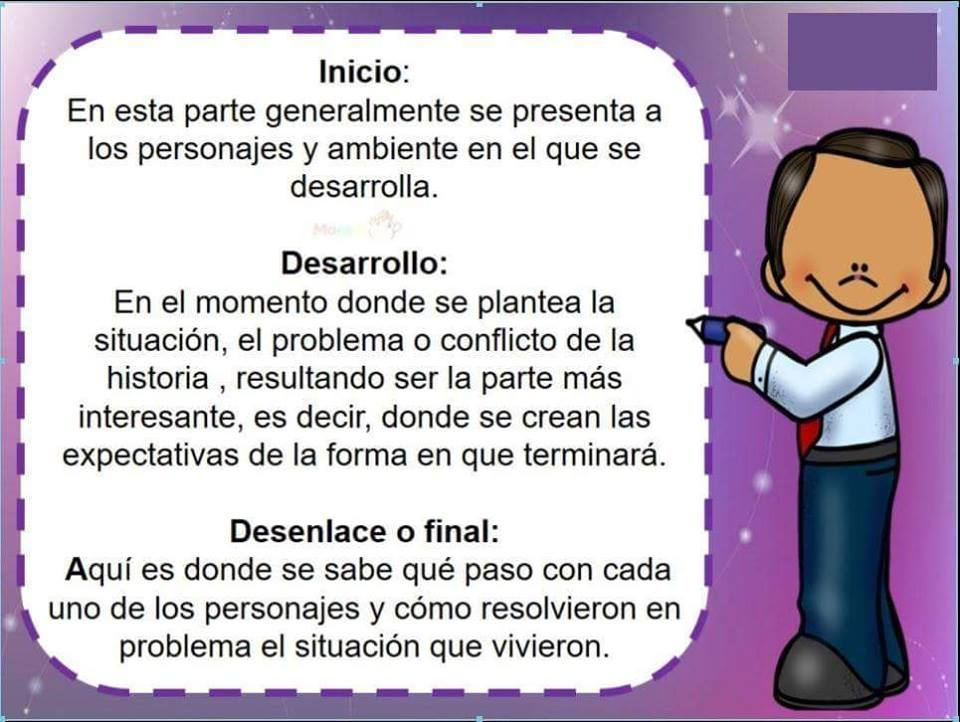 Inicio:
En esta parte generalmente se presenta a
los personajes y ambiente en el que se
desarrolla.
Desarrollo:
En el momento donde se plantea la
situación, el problema o conflicto de la
historia , resultando ser la parte más
interesante, es decir, donde se crean las
expectativas de la forma en que terminará.
Desenlace o final:
Aquí es donde se sabe qué paso con cada
uno de los personajes y cómo resolvieron en
problema el situación que vivieron.